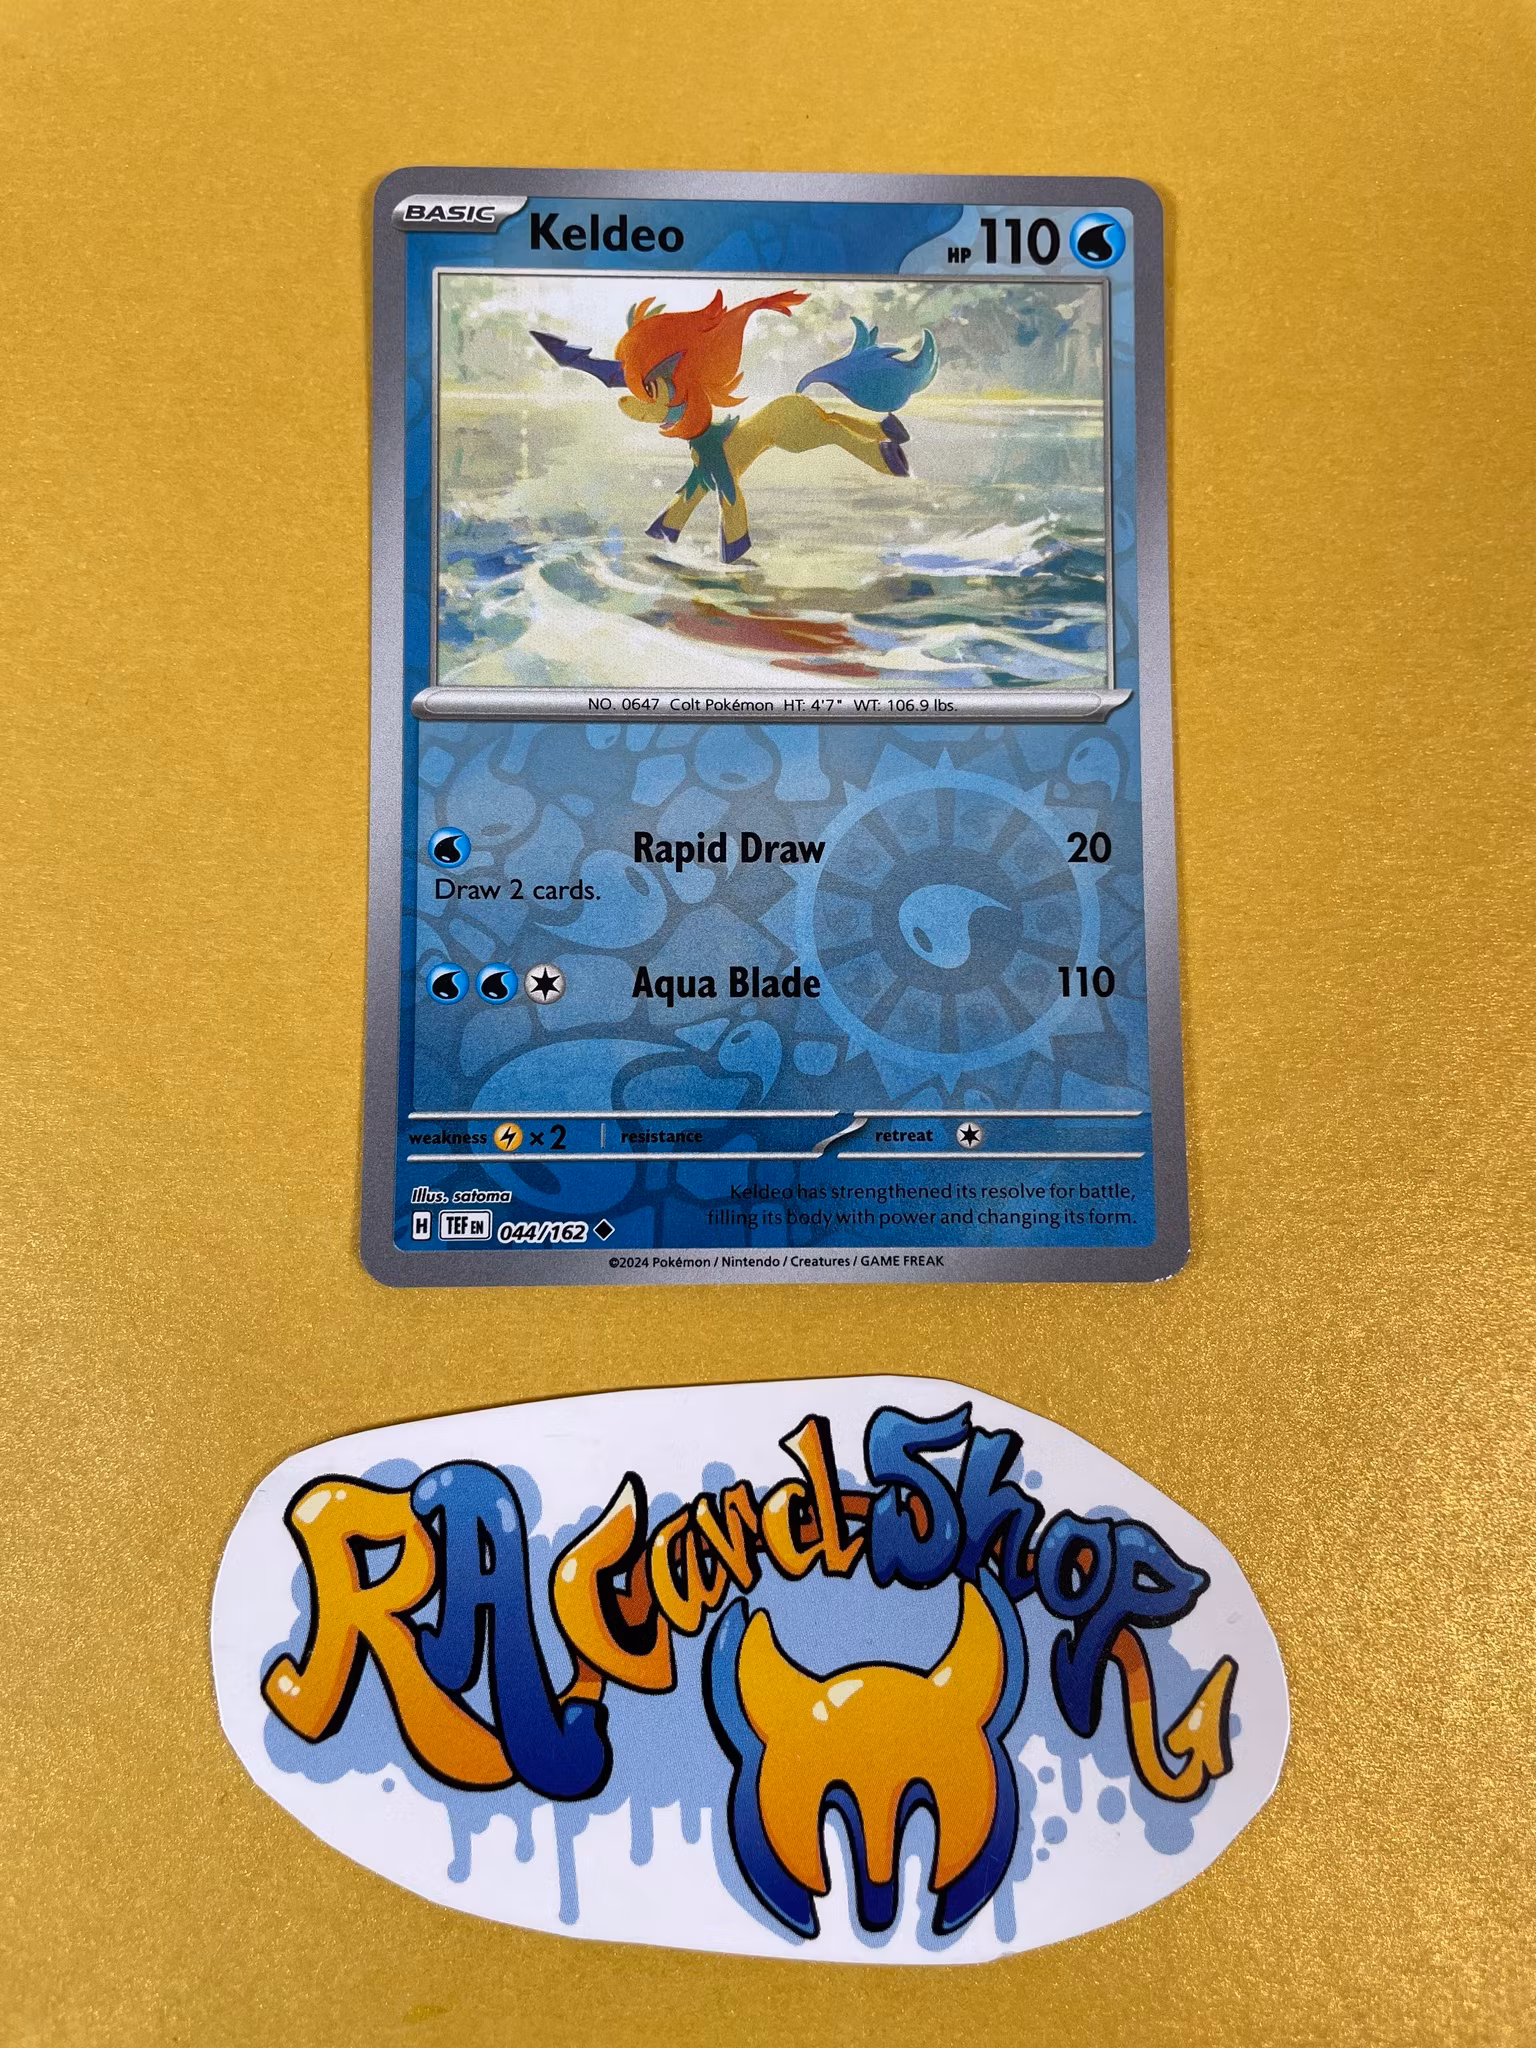 BASIC Keldeo HP 110
NO. 0647 Colt Pokémon HT: 4'7" WT: 106.9 lbs.
Rapid Draw 20
Draw 2 cards.
Aqua Blade 110
weakness ×2 resistance retreat
Illus. satoma
Keldeo has strengthened its resolve for battle,
filling its body with power and changing its form.
H TEF EN 044/162
©2024 Pokémon / Nintendo / Creatures / GAME FREAK
RA CardShop